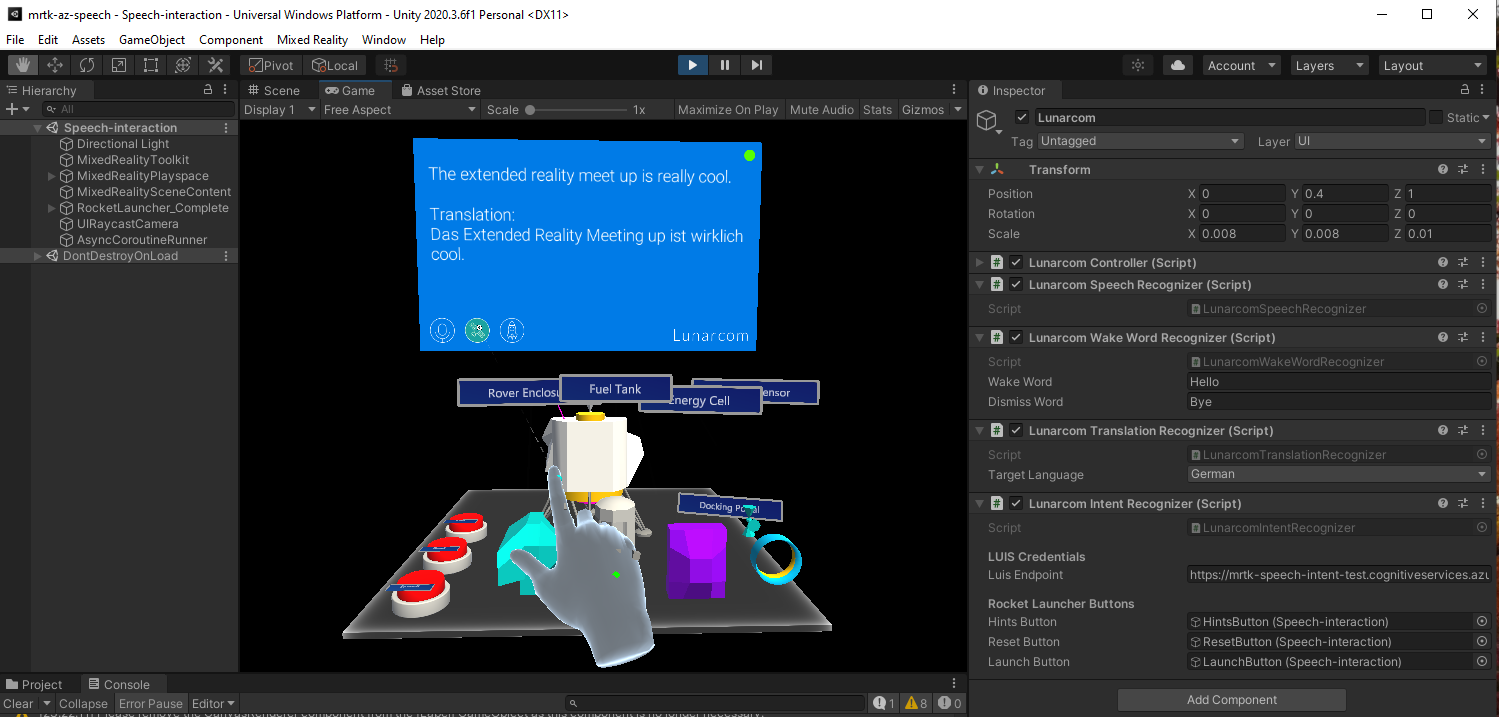 mrtk-az-speech - Speech-interaction - Universal Windows Platform - Unity 2020.3.6f1 Personal <DX11>
File Edit Assets GameObject Component Mixed Reality Window Help
Pivot Local Account Layers Layout
Hierarchy
All
Speech-interaction
Directional Light
MixedRealityToolkit
MixedRealityPlayspace
MixedRealitySceneContent
RocketLauncher_Complete
UIRaycastCamera
AsyncCoroutineRunner
DontDestroyOnLoad
Scene Game Asset Store
Display 1 Free Aspect Scale 1x Maximize On Play Mute Audio Stats Gizmos
The extended reality meet up is really cool.
Translation:
Das Extended Reality Meeting up ist wirklich
cool.
Lunarcom
Rover Enclosu
Fuel Tank
Energy Cell
ensor
Docking
Inspector
Lunarcom Static
Tag Untagged Layer UI
Transform
Position X 0 Y 0.4 Z 1
Rotation X 0 Y 0 Z 0
Scale X 0.008 Y 0.008 Z 0.01
# Lunarcom Controller (Script)
# Lunarcom Speech Recognizer (Script)
Script # LunarcomSpeechRecognizer
# Lunarcom Wake Word Recognizer (Script)
Script # LunarcomWakeWordRecognizer
Wake Word Hello
Dismiss Word Bye
# Lunarcom Translation Recognizer (Script)
Script # LunarcomTranslationRecognizer
Target Language German
# Lunarcom Intent Recognizer (Script)
Script # LunarcomIntentRecognizer
LUIS Credentials
Luis Endpoint https://mrtk-speech-intent-test.cognitiveservices.azu
Rocket Launcher Buttons
Hints Button HintsButton (Speech-interaction)
Reset Button ResetButton (Speech-interaction)
Launch Button LaunchButton (Speech-interaction)
Add Component
Project Console
Clear Collapse Error Pause Editor 1 8 0